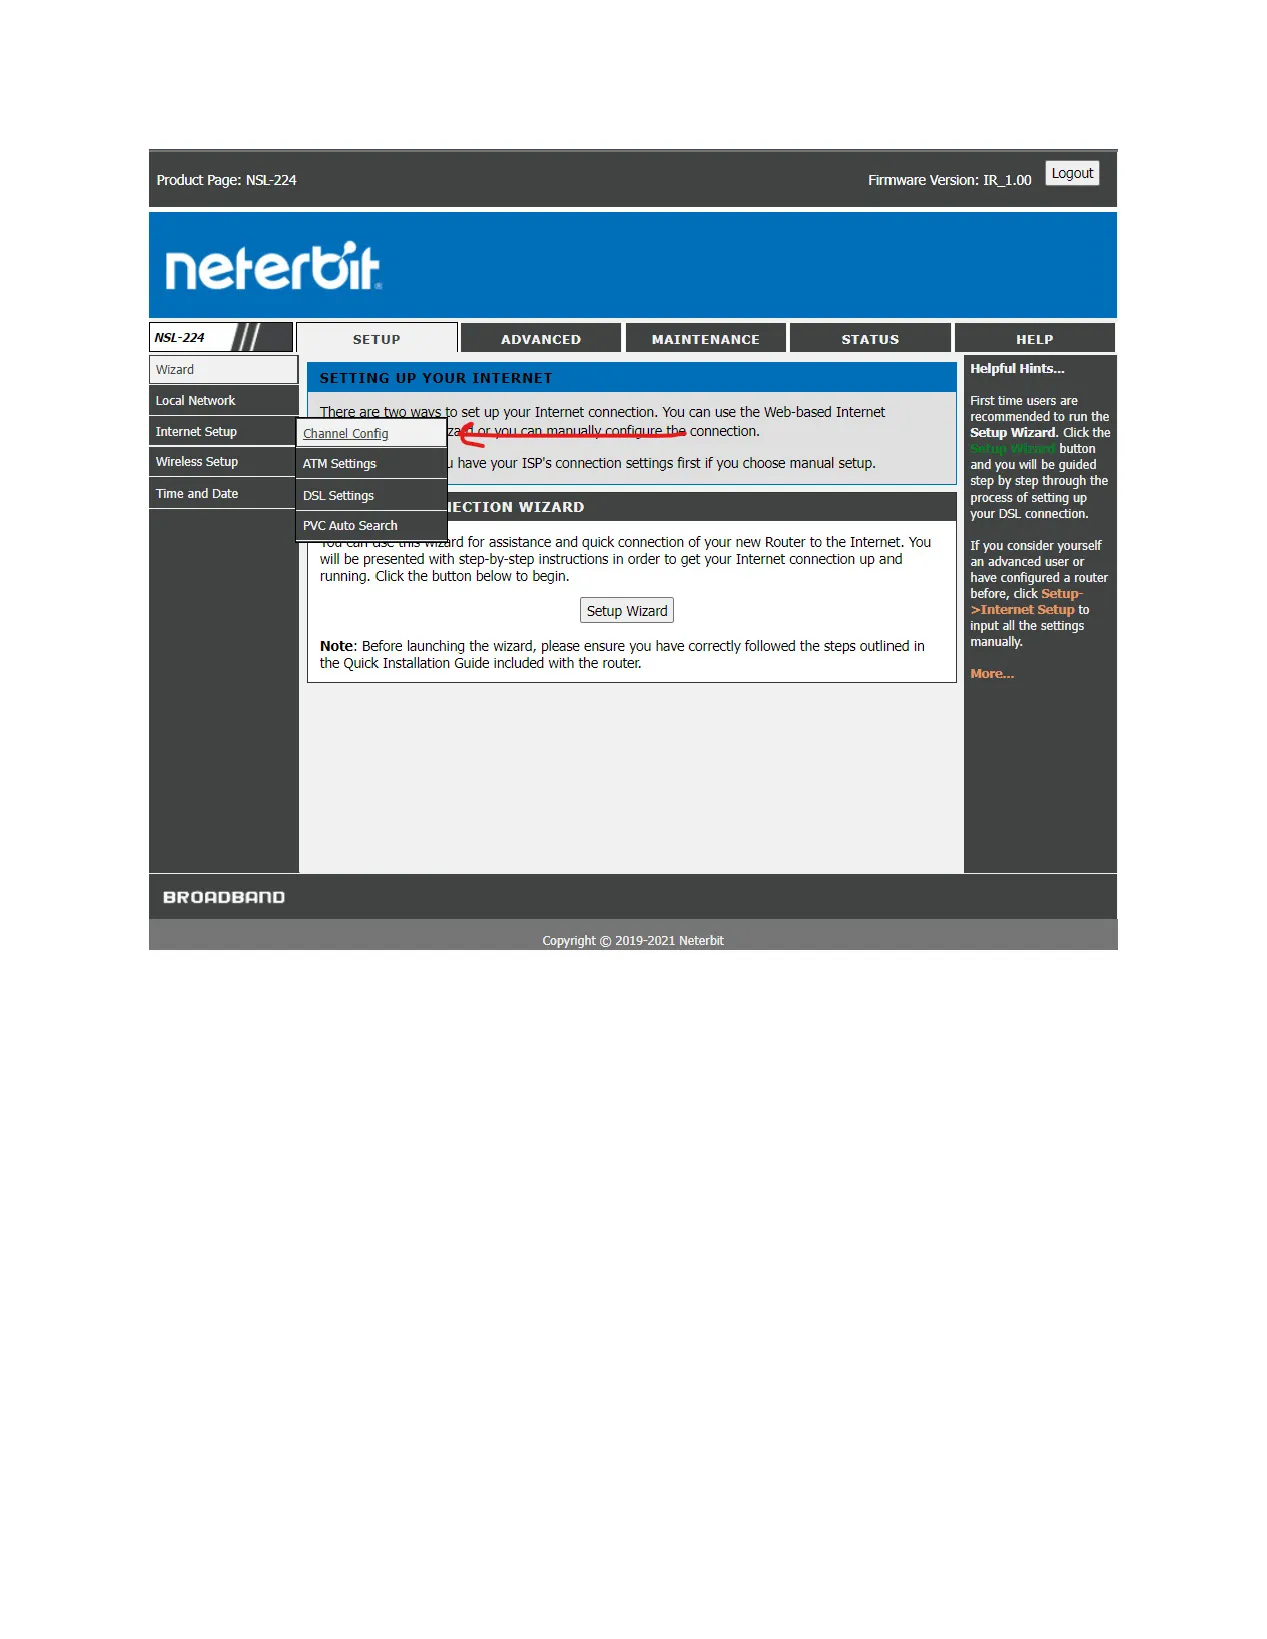 Product Page: NSL-224
Firmware Version: IR_1.00
Logout
neterbit®
NSL-224
SETUP
ADVANCED
MAINTENANCE
STATUS
HELP
Wizard
Local Network
Internet Setup
Wireless Setup
Time and Date
Channel Config
ATM Settings
DSL Settings
PVC Auto Search
SETTING UP YOUR INTERNET
There are two ways to set up your Internet connection. You can use the Web-based Internet
or you can manually configure the connection.
have your ISP's connection settings first if you choose manual setup.
WIZARD
You can use this wizard for assistance and quick connection of your new Router to the Internet. You
will be presented with step-by-step instructions in order to get your Internet connection up and
running. Click the button below to begin.
Setup Wizard
Note: Before launching the wizard, please ensure you have correctly followed the steps outlined in
the Quick Installation Guide included with the router.
Helpful Hints...
First time users are
recommended to run the
Setup Wizard. Click the
Setup Wizard button
and you will be guided
step by step through the
process of setting up
your DSL connection.
If you consider yourself
an advanced user or
have configured a router
before, click Setup-
>Internet Setup to
input all the settings
manually.
More...
BROADBAND
Copyright © 2019-2021 Neterbit